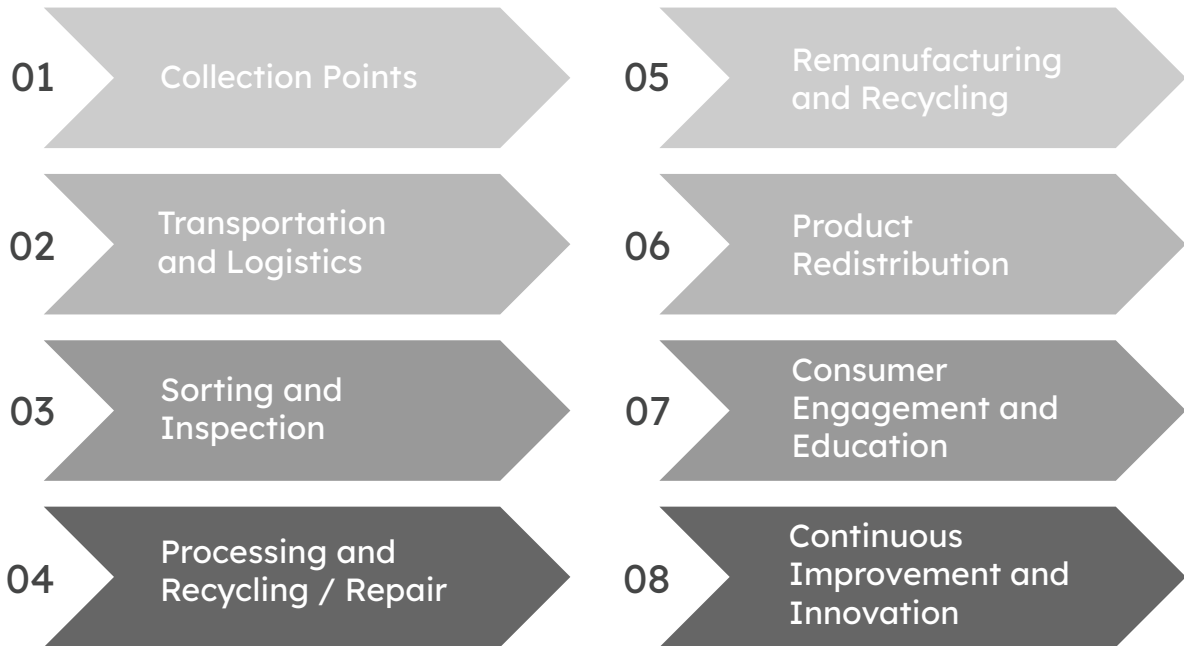 01
Collection Points
02
Transportation
and Logistics
03
Sorting and
Inspection
04
Processing and
Recycling / Repair
05
Remanufacturing
and Recycling
06
Product
Redistribution
07
Consumer
Engagement and
Education
08
Continuous
Improvement and
Innovation